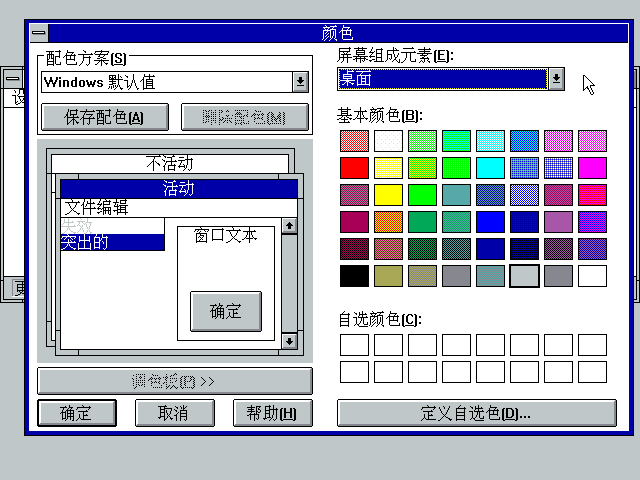 颜色
配色方案(S)
Windows 默认值
保存配色(A)
删除配色(M)
不活动
活动
文件编辑
失效
突出的
窗口文本
确定
调色板(P) >>
确定
取消
帮助(H)
屏幕组成元素(E):
桌面
基本颜色(B):
自选颜色(C):
定义自选色(D)...